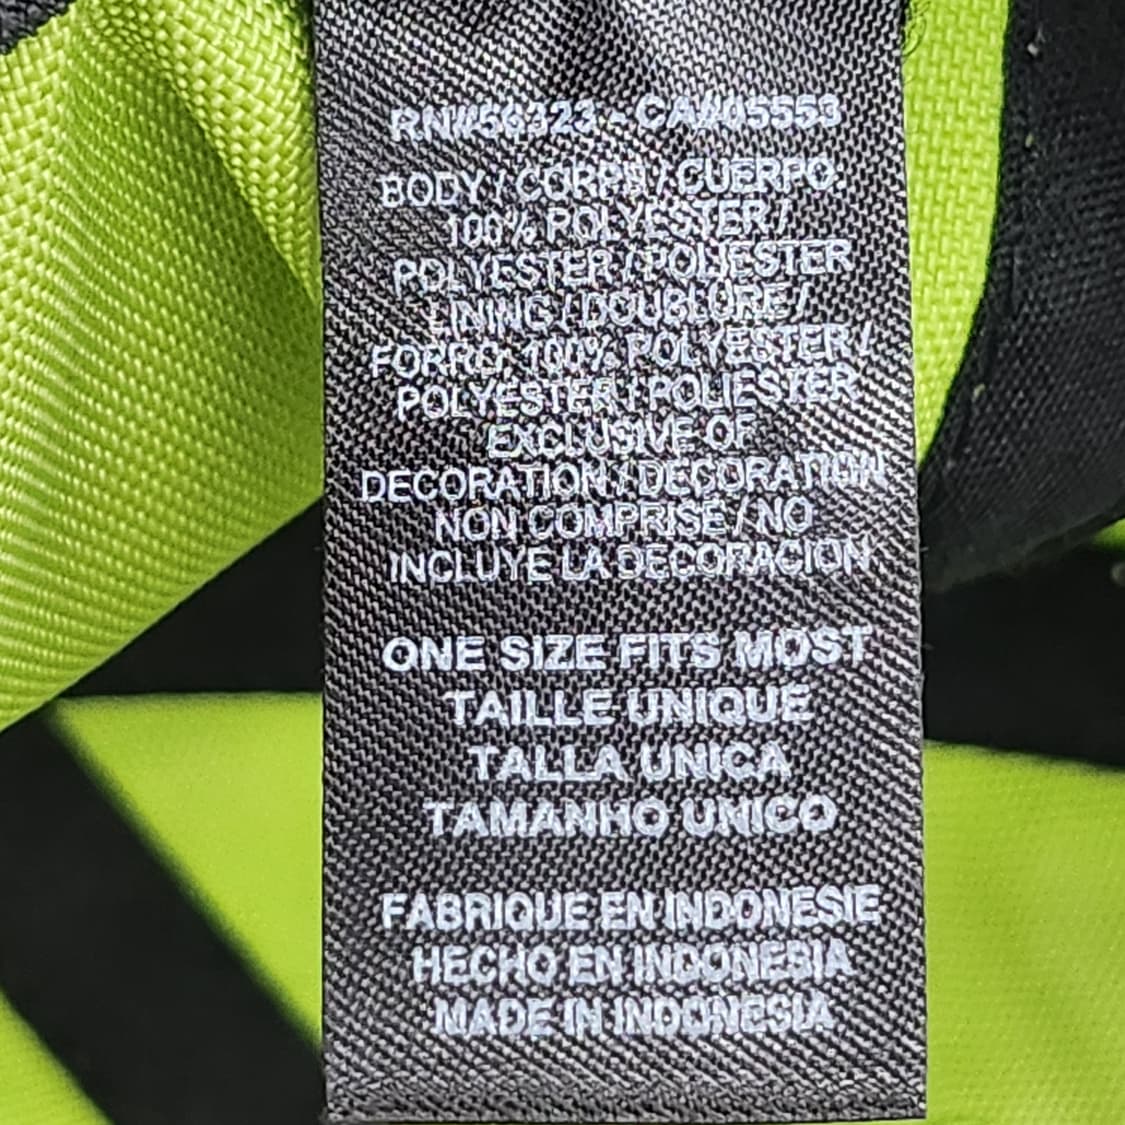 RN#56323 - CA#05553
BODY / CORPS / CUERPO:
100% POLYESTER /
POLYESTER / POLIESTER
LINING / DOUBLURE /
FORRO: 100% POLYESTER /
POLYESTER / POLIESTER
EXCLUSIVE OF
DECORATION / DECORATION
NON COMPRISE / NO
INCLUYE LA DECORACION
ONE SIZE FITS MOST
TAILLE UNIQUE
TALLA UNICA
TAMANHO UNICO
FABRIQUE EN INDONESIE
HECHO EN INDONESIA
MADE IN INDONESIA